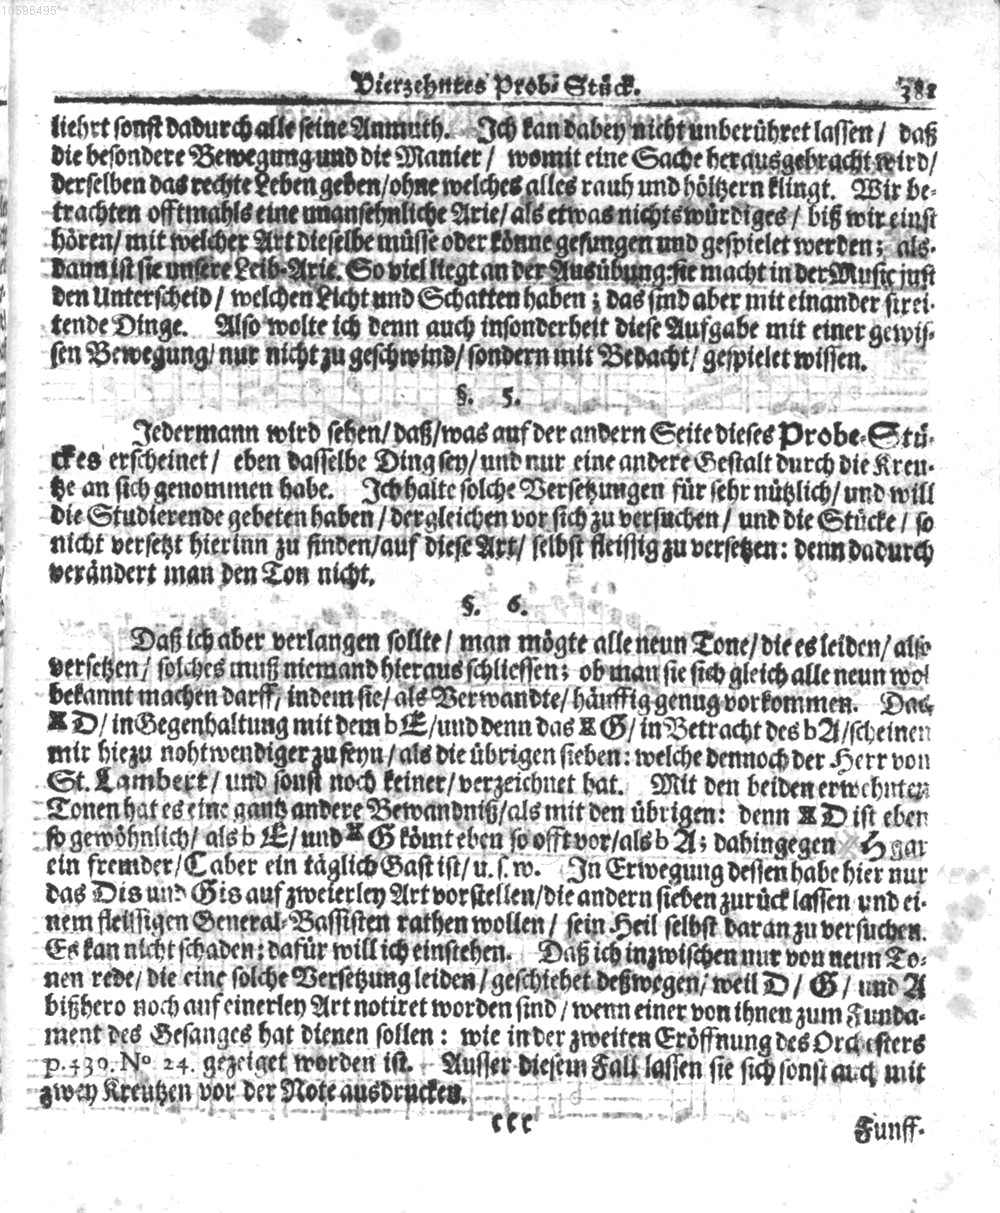 10598495
Vierzehntes Prob-Stück. 381
liehrt sonst dadurch alle seine Anmuth. Ich kan dabey nicht unberühret lassen / daß
die besondere Bewegung und die Manier / womit eine Sache herausgebracht wird/
derselben das rechte Leben geben/ohne welches alles rauh und höltzern klingt. Wir be-
trachten offtmahls eine unansehnliche Arie/ als etwas nichtswürdiges / biß wir einst
hören/ mit welcher Art dieselbe müsse oder könne gesungen und gespielet werden; als-
dann ist sie unsere Leib-Arie. So viel liegt an der Ausübung: sie macht in der Music just
den Unterscheid / welchen Licht und Schatten haben; das sind aber mit einander strei-
tende Dinge. Also wolte ich denn auch insonderheit diese Aufgabe mit einer gewis-
sen Bewegung/ nur nicht zu geschwind/ sondern mit Bedacht/ gespielet wissen.
§. 5.
Jedermann wird sehen/ daß/was auf der andern Seite dieses Probe-Stü-
ckes erscheinet/ eben dasselbe Ding sey/ und nur eine andere Gestalt durch die Kreu-
tze an sich genommen habe. Ich halte solche Versetzungen für sehr nützlich/ und will
die Studierende gebeten haben / dergleichen vor sich zu versuchen/ und die Stücke / so
nicht versetzt hierinn zu finden/auf diese Art/ selbst fleissig zu versetzen: denn dadurch
verändert man den Ton nicht.
§. 6.
Daß ich aber verlangen sollte/ man mögte alle neun Tone/ die es leiden/ also
versetzen/ solches muß niemand hieraus schliessen; ob man sie sich gleich alle neun wol
bekannt machen darff, indem sie/ als Verwandte/ häuffig genug vorkommen. Das
⌗ D/ in Gegenhaltung mit dem b E/und denn das ⌗ G/ in Betracht des b A/scheinen
mir hiezu nohtwendiger zu seyn/ als die übrigen sieben: welche dennoch der Herr von
St. Lambert/ und sonst noch keiner/ verzeichnet hat. Mit den beiden erwehnten
Tonen hat es eine gantz andere Bewandniß/als mit den übrigen: denn ⌗ D ist eben
so gewöhnlich/ als b E/ und ⌗ G kömt eben so offt vor/als b A; dahingegen H gar
ein fremder/ C aber ein täglich Gast ist/ u. s. w. In Erwegung dessen habe hier nur
das Dis und Gis auf zweierley Art vorstellen/die andern sieben zurück lassen und ei-
nem fleissigen General-Bassisten rathen wollen / sein Heil selbst daran zu versuchen.
Es kan nicht schaden; dafür will ich einstehen. Daß ich inzwischen nur von neun To-
nen rede/ die eine solche Versetzung leiden/ geschiehet deßwegen/ weil D/ G/ und A
bißhero noch auf einerley Art notiret worden sind/ wenn einer von ihnen zum Funda-
ment des Gesanges hat dienen sollen: wie in der zweiten Eröffnung des Orchesters
p. 430. No. 24. gezeiget worden ist. Ausser diesem Fall lassen sie sich sonst auch mit
zwey Kreutzen vor der Note ausdrucken.
ccc Funff-